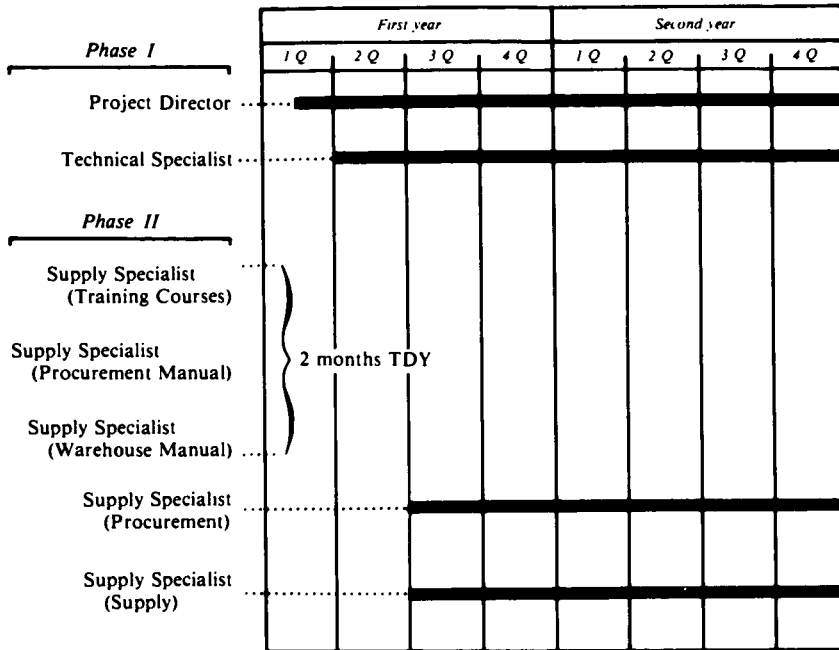 First year
Second year
1 Q
2 Q
3 Q
4 Q
1 Q
2 Q
3 Q
4 Q
Phase I
Project Director
Technical Specialist
Phase II
Supply Specialist
(Training Courses)
Supply Specialist
(Procurement Manual)
2 months TDY
Supply Specialist
(Warehouse Manual)
Supply Specialist
(Procurement)
Supply Specialist
(Supply)